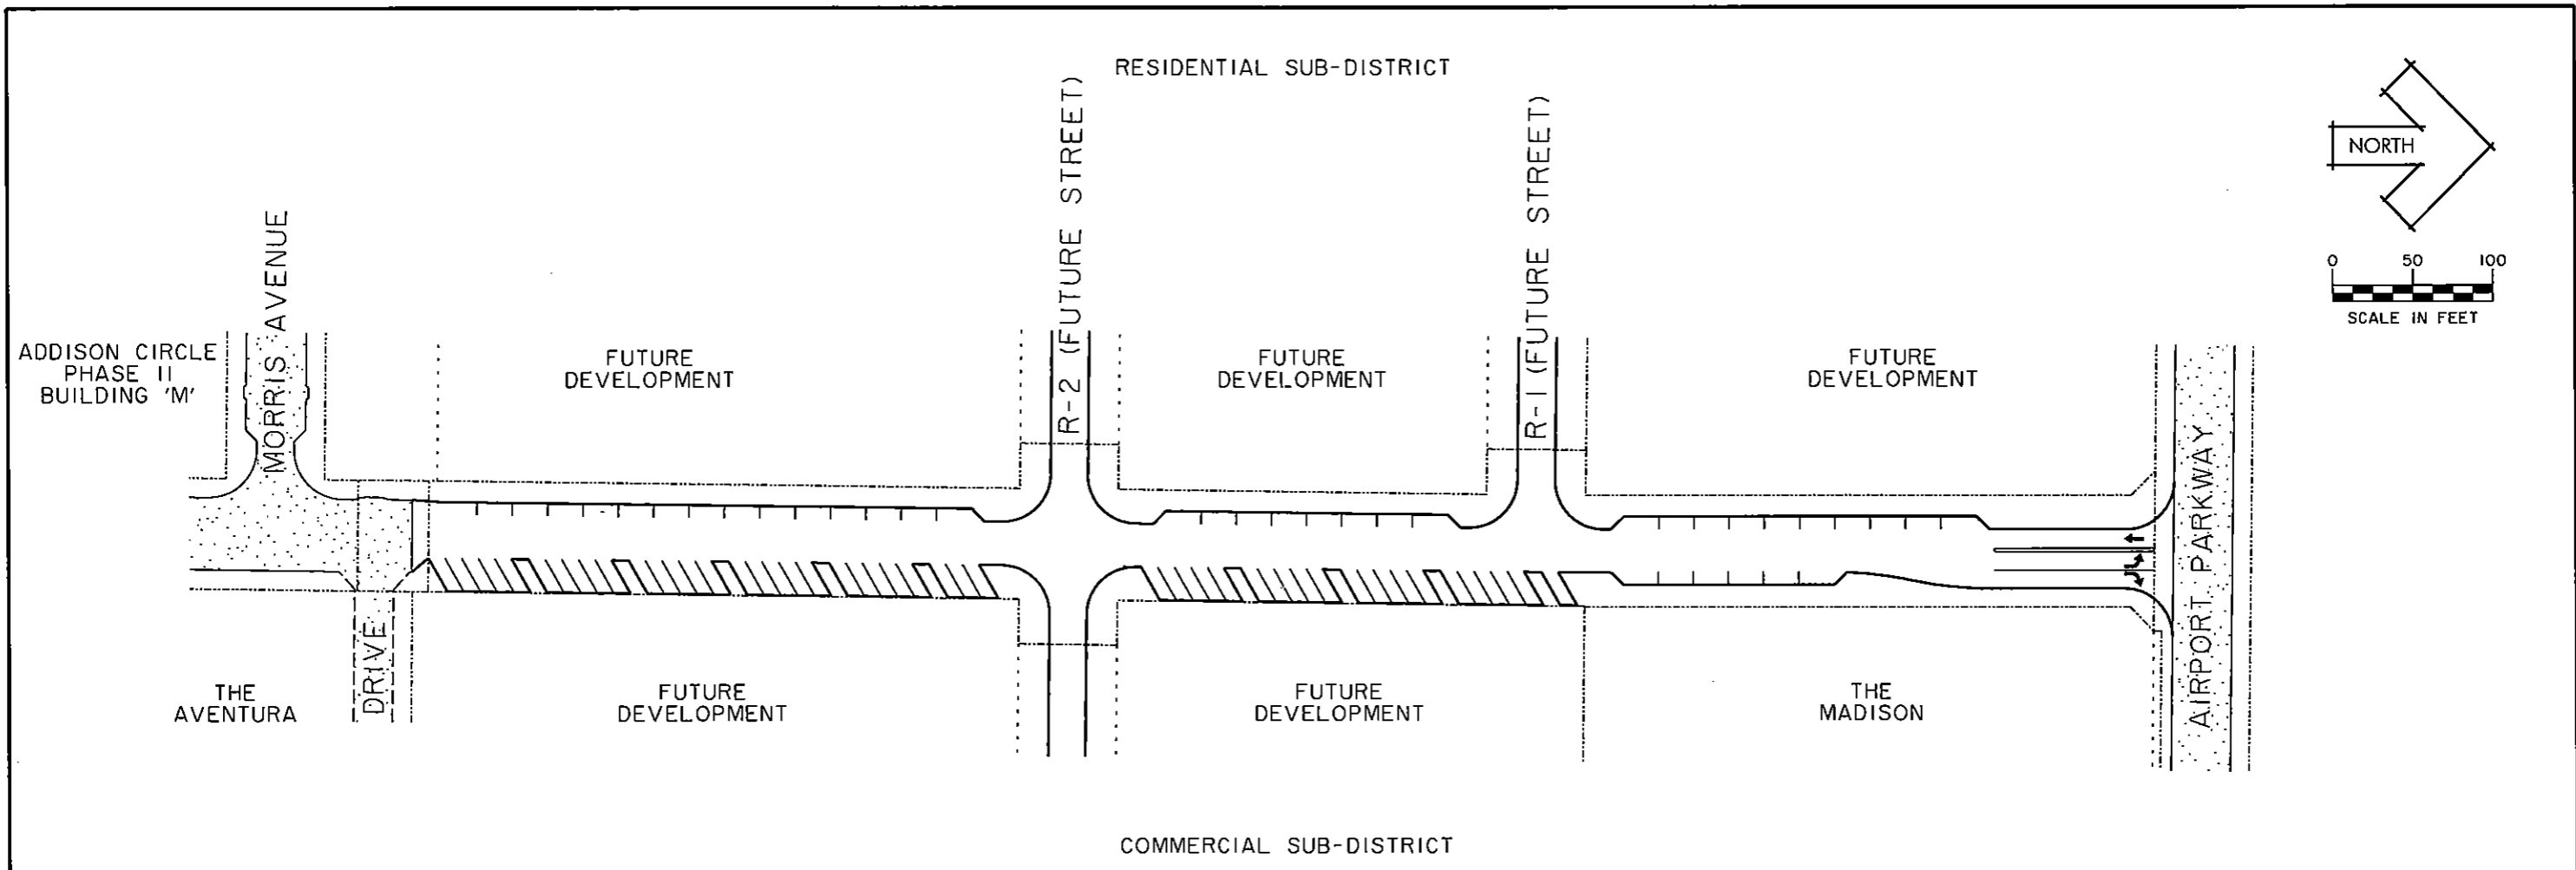 RESIDENTIAL SUB-DISTRICT
NORTH
0 50 100
SCALE IN FEET
MORRIS AVENUE
R-2 (FUTURE STREET)
R-1 (FUTURE STREET)
ADDISON CIRCLE
PHASE II
BUILDING 'M'
FUTURE
DEVELOPMENT
FUTURE
DEVELOPMENT
FUTURE
DEVELOPMENT
AIRPORT PARKWAY
THE
AVENTURA
DRIVE
FUTURE
DEVELOPMENT
FUTURE
DEVELOPMENT
THE
MADISON
COMMERCIAL SUB-DISTRICT